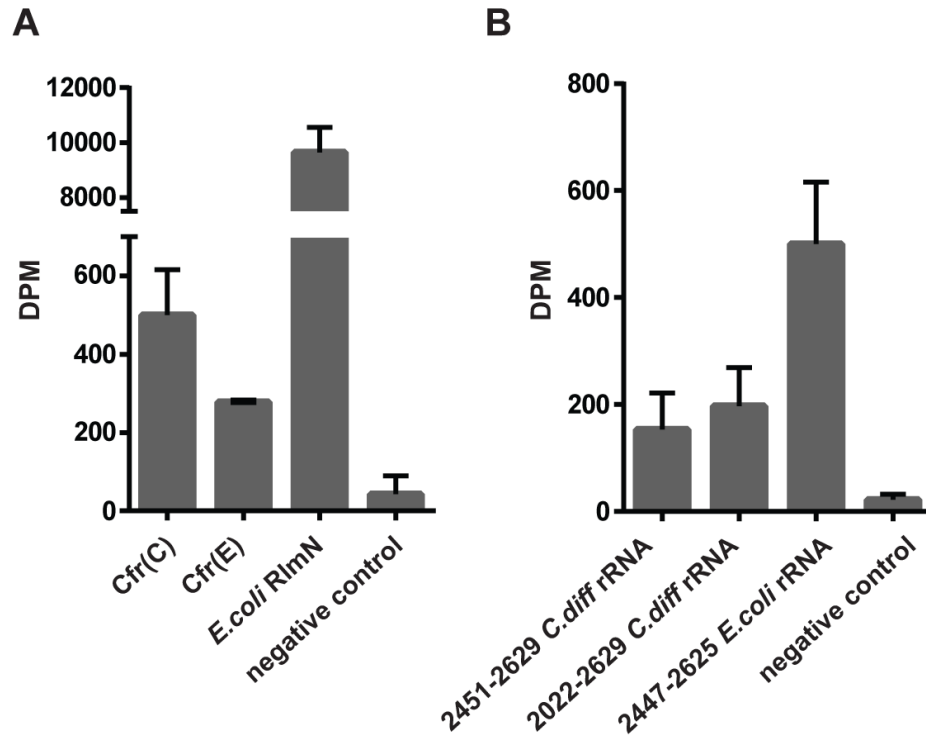 A
DPM
12000
10000
8000
600
400
200
0
Cfr(C)
Cfr(E)
E.coli RlmN
negative control
B
DPM
800
600
400
200
0
2451-2629 C.diff rRNA
2022-2629 C.diff rRNA
2447-2625 E.coli rRNA
negative control